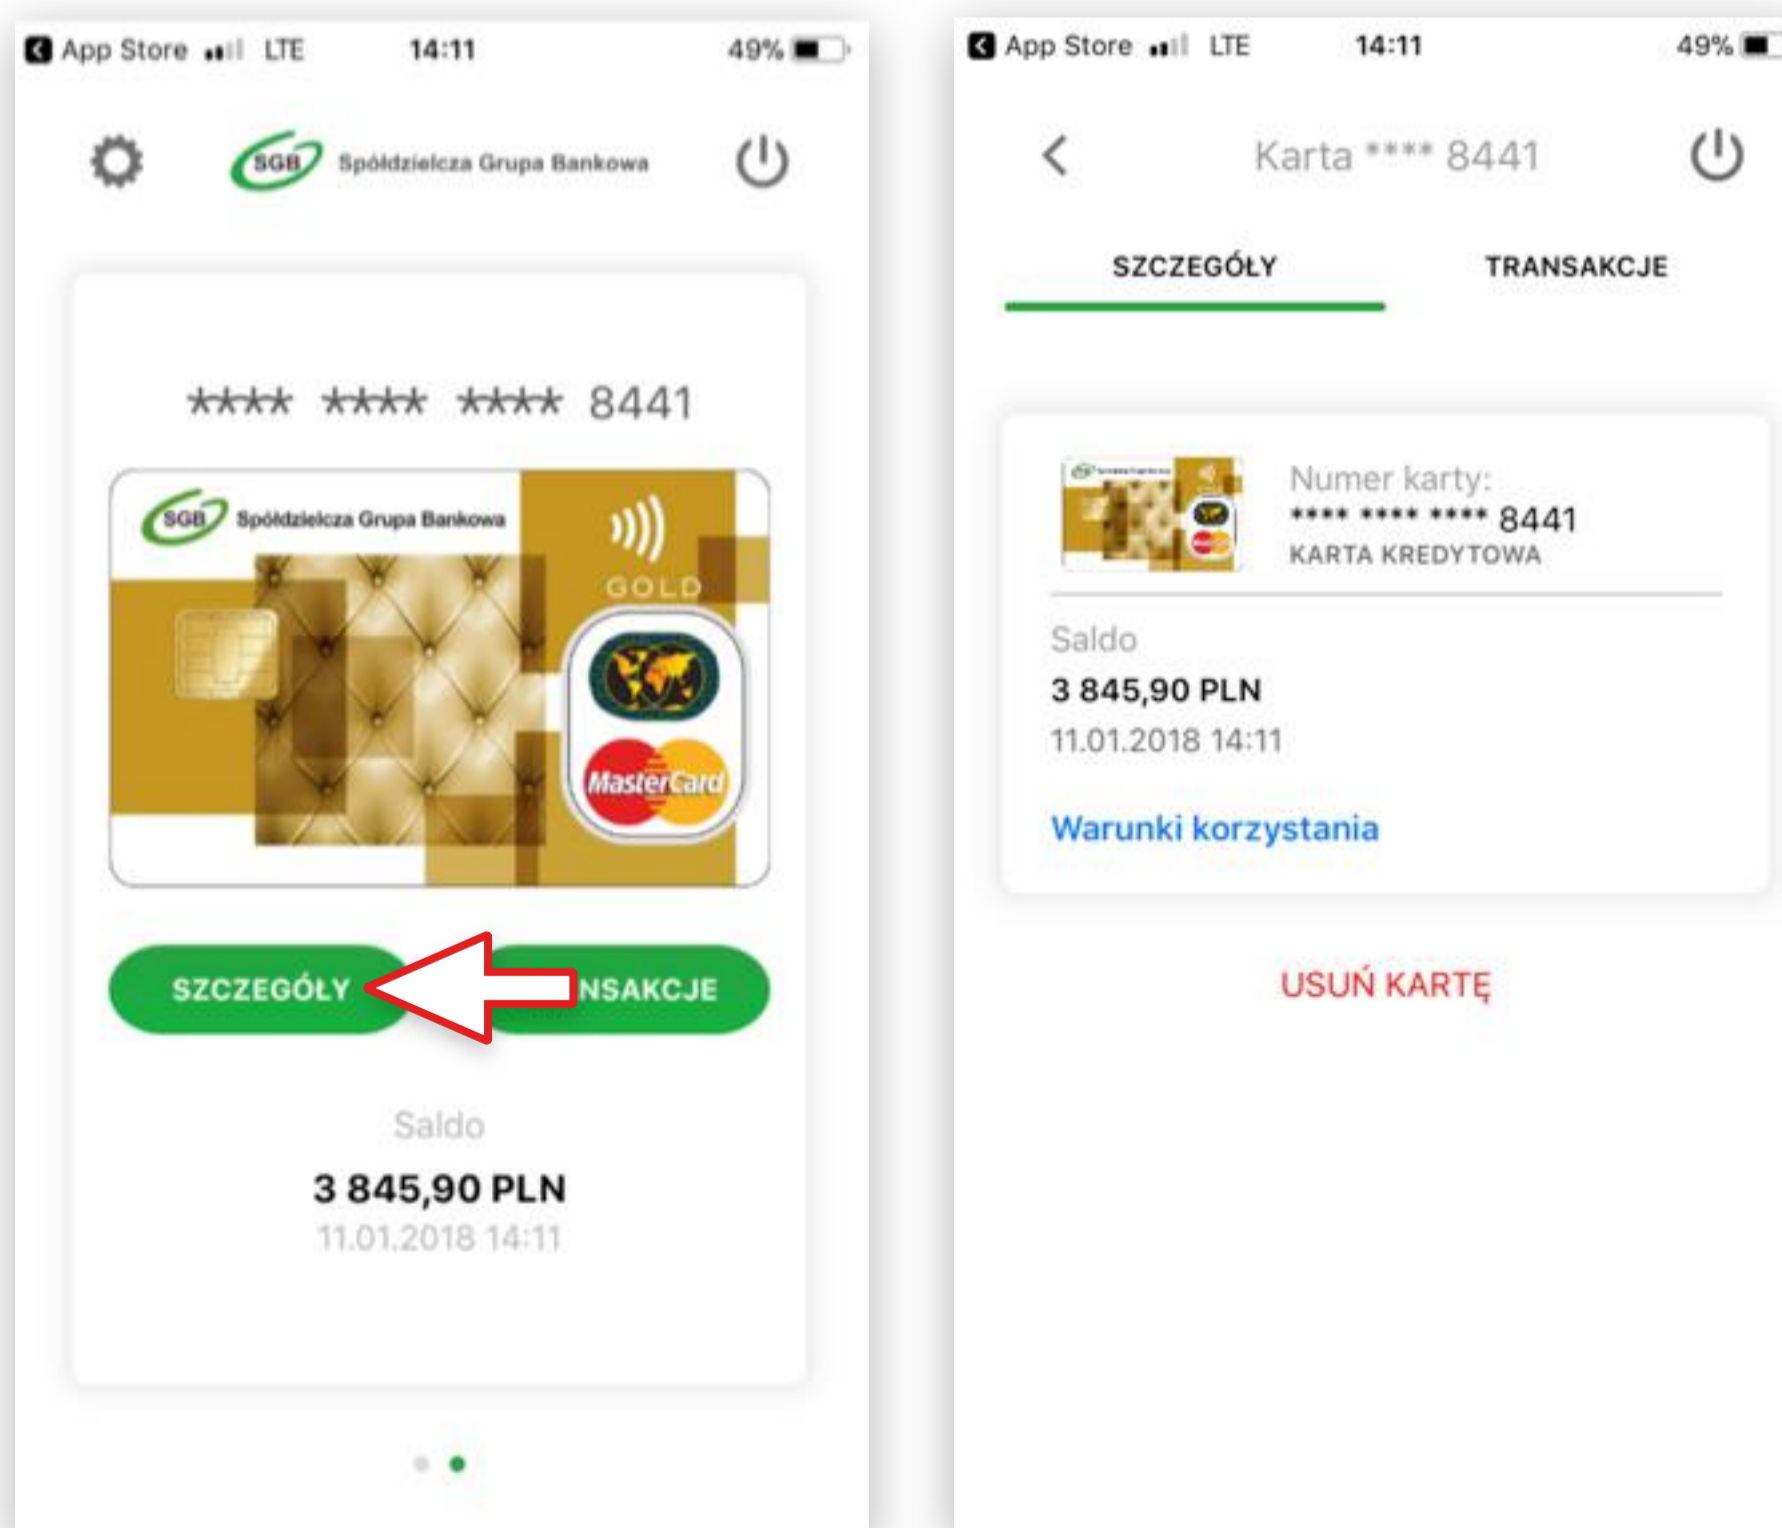 App Store LTE 14:11 49%
SGB Spółdzielcza Grupa Bankowa
**** **** **** 8441
SGB Spółdzielcza Grupa Bankowa
GOLD
MasterCard
SZCZEGÓŁY NSAKCJE
Saldo
3 845,90 PLN
11.01.2018 14:11
App Store LTE 14:11 49%
Karta **** 8441
SZCZEGÓŁY TRANSAKCJE
Numer karty:
**** **** **** 8441
KARTA KREDYTOWA
Saldo
3 845,90 PLN
11.01.2018 14:11
Warunki korzystania
USUŃ KARTĘ